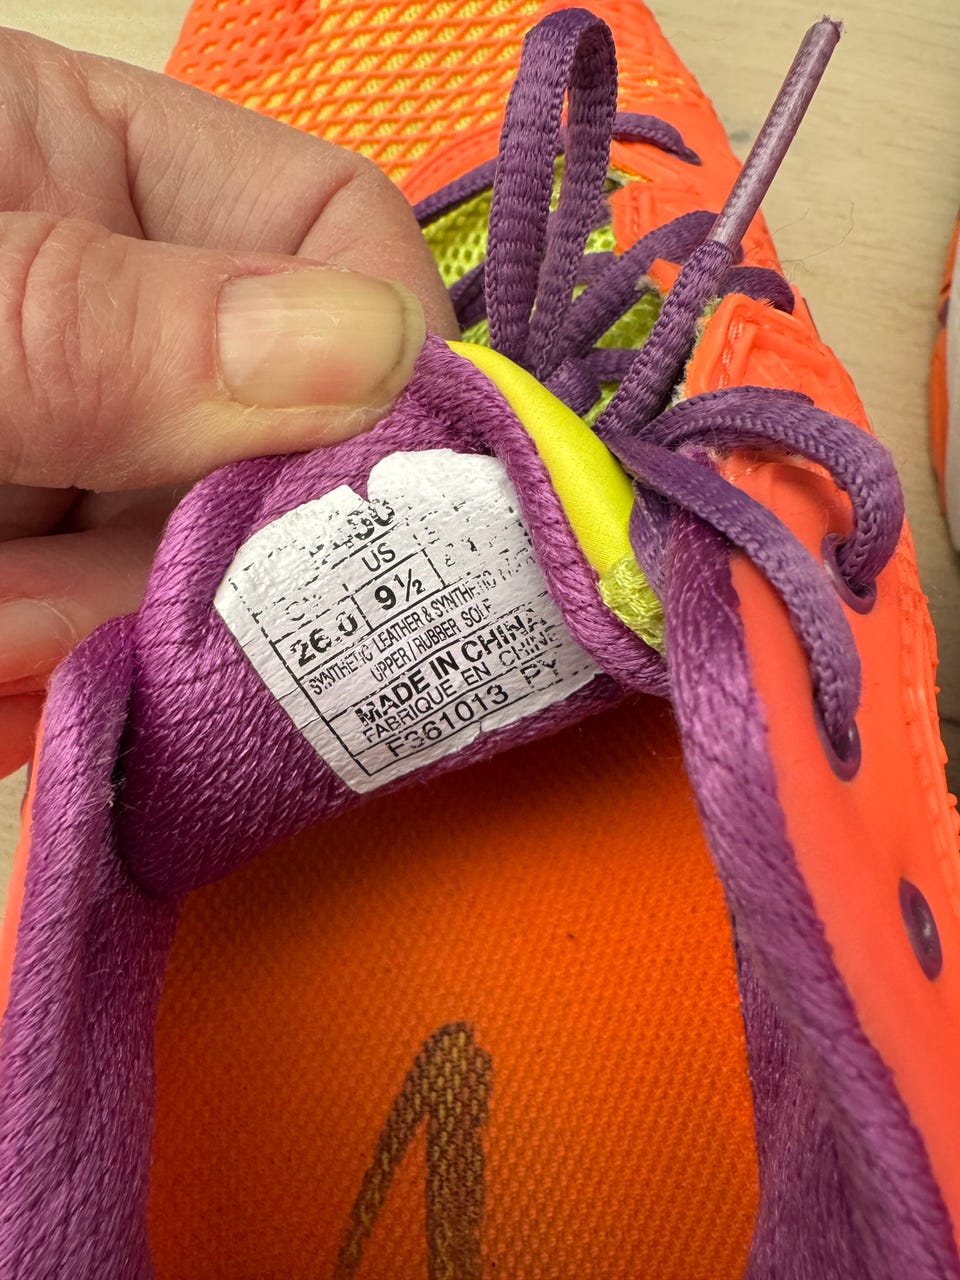 US
26.0 9½
SYNTHETIC LEATHER & SYNTHETIC
UPPER / RUBBER SOLE
MADE IN CHINA
FABRIQUE EN CHINE
F361013 PY